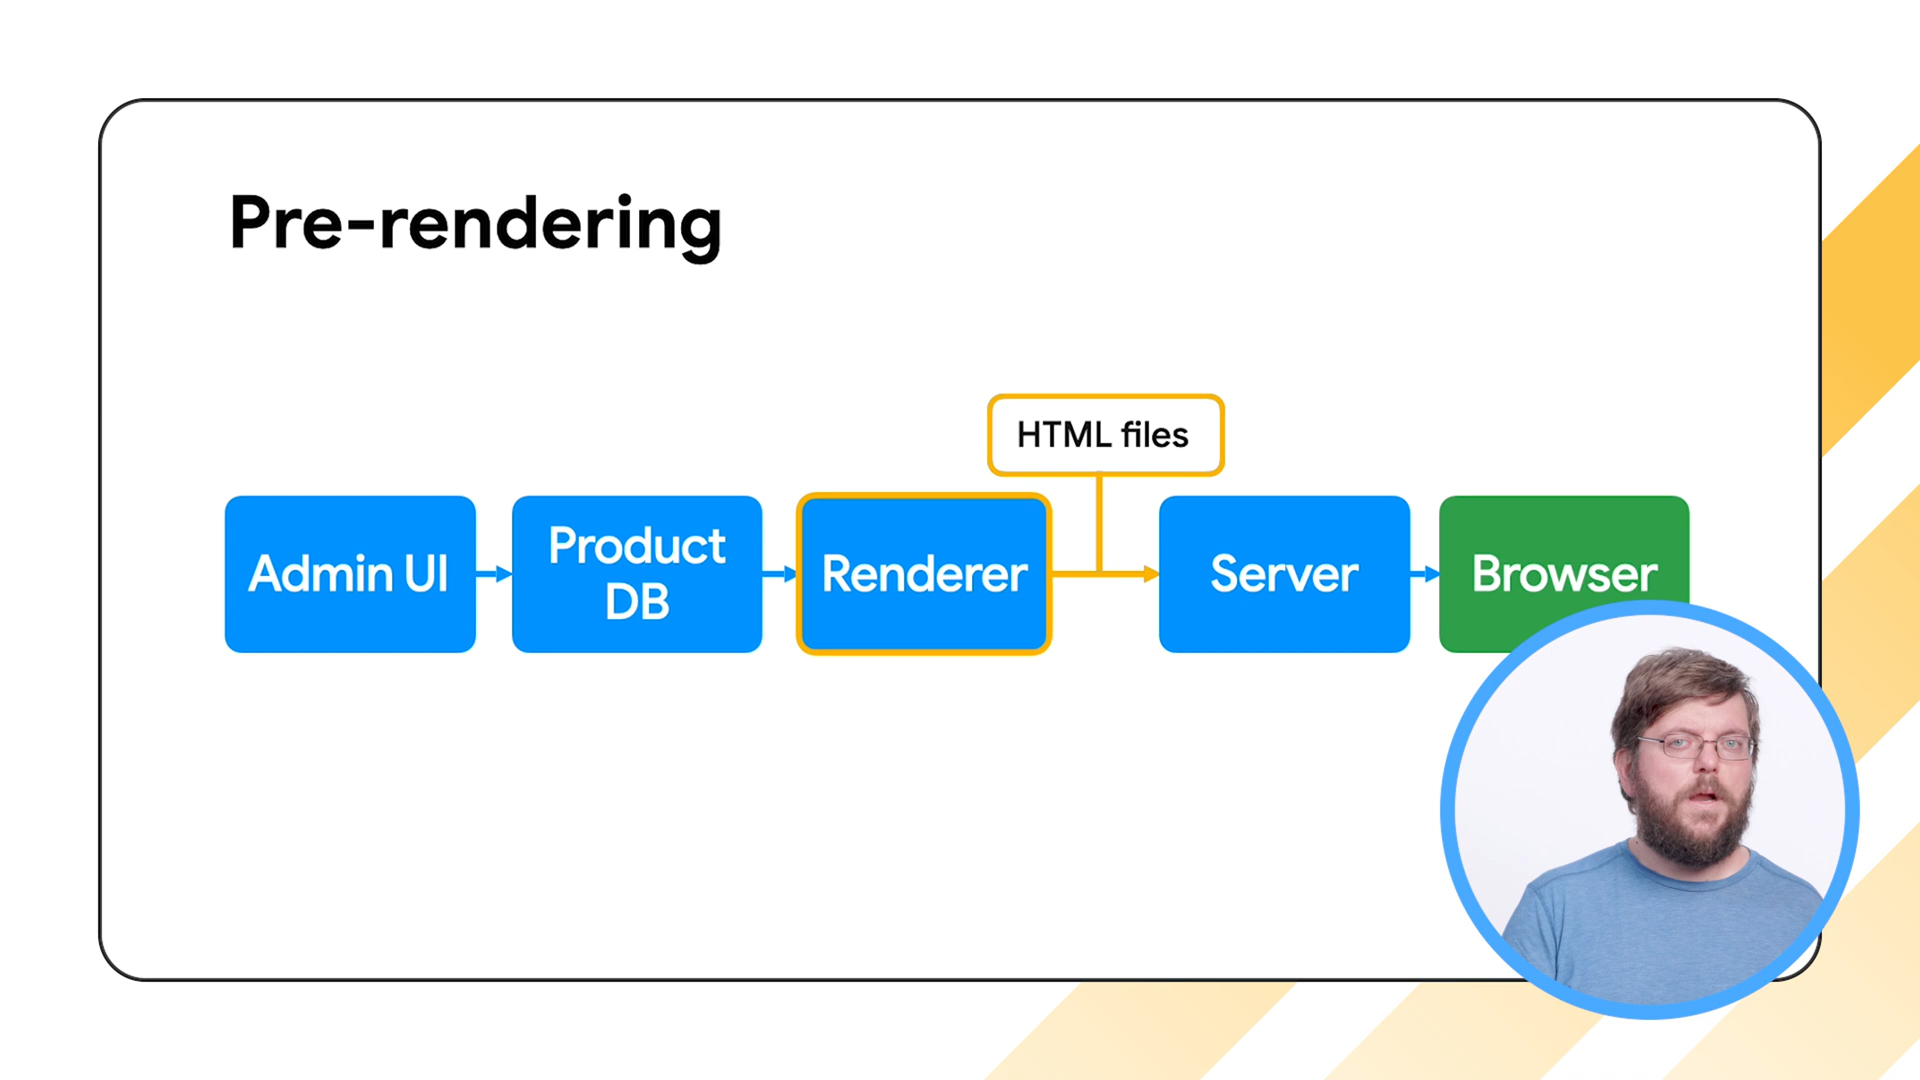 Pre-rendering
HTML files
Admin UI
Product
DB
Renderer
Server
Browser